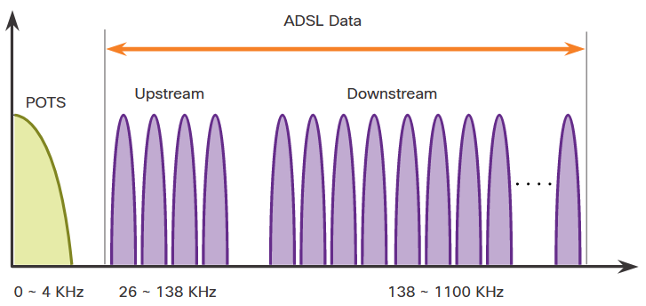 ADSL Data
POTS
Upstream
Downstream
0 ~ 4 KHz
26 ~ 138 KHz
138 ~ 1100 KHz